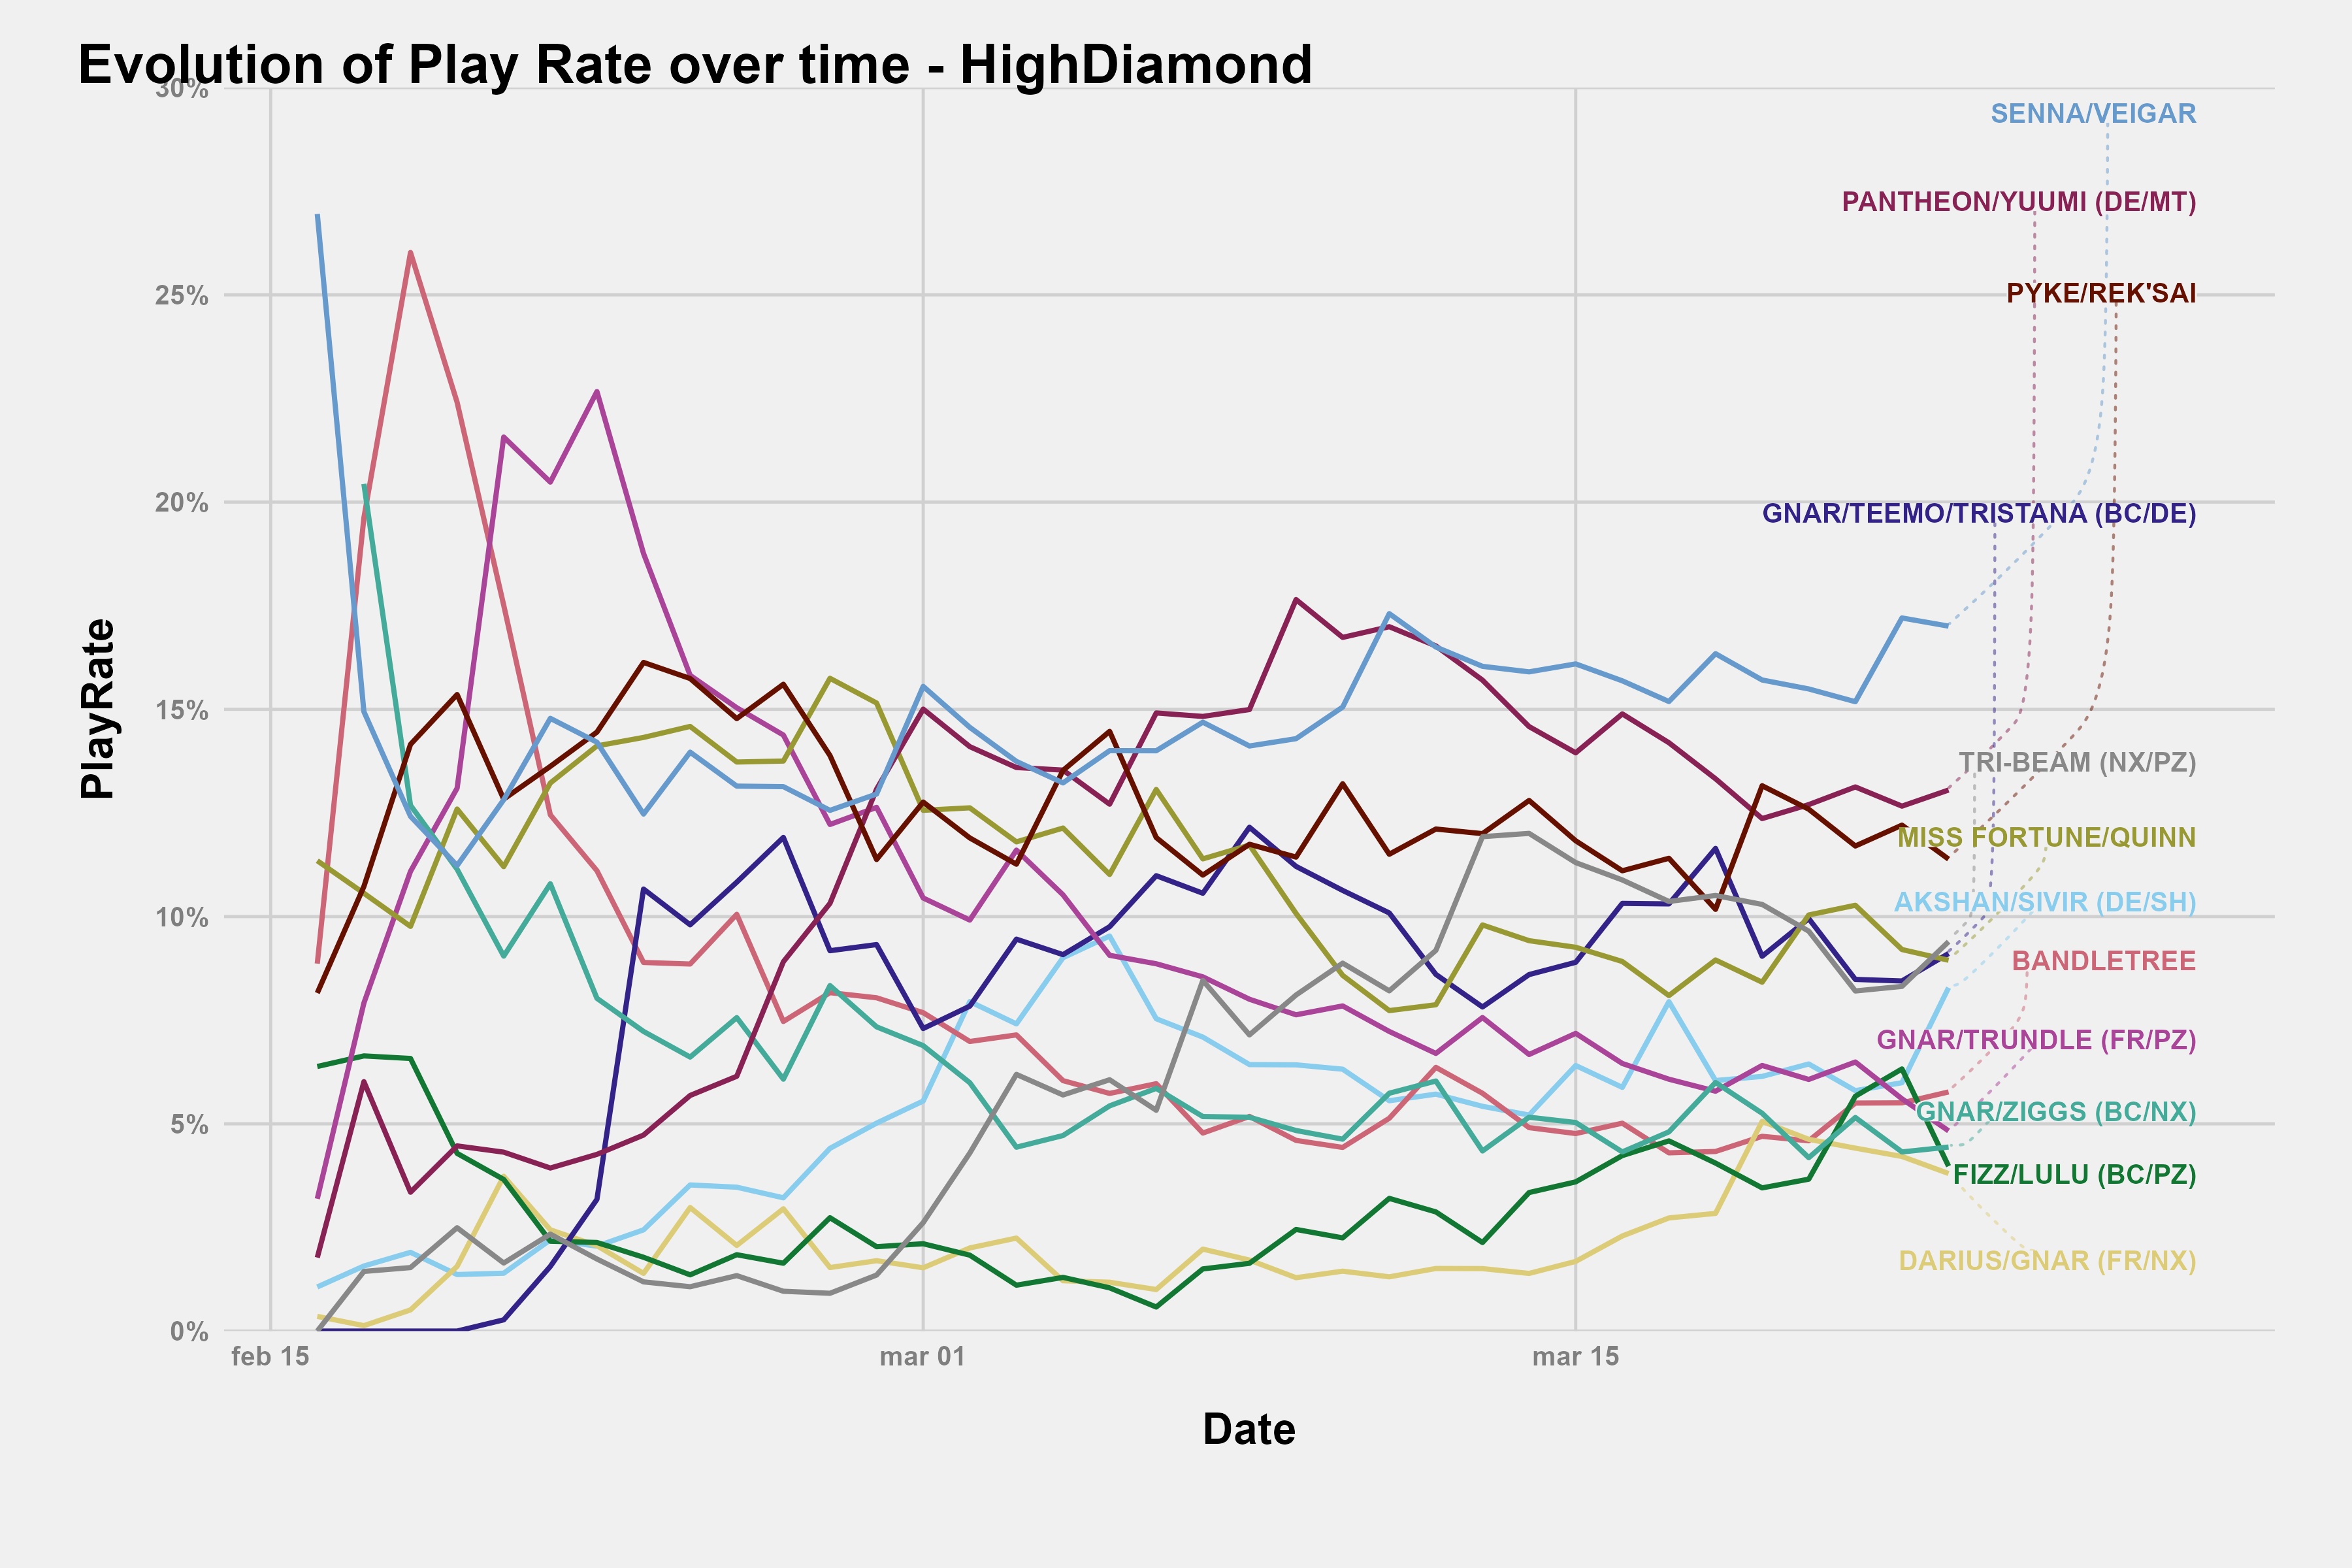 Evolution of Play Rate over time - HighDiamond
30%
25%
20%
15%
10%
5%
0%
PlayRate
feb 15
mar 01
mar 15
Date
SENNA/VEIGAR
PANTHEON/YUUMI (DE/MT)
PYKE/REK'SAI
GNAR/TEEMO/TRISTANA (BC/DE)
TRI-BEAM (NX/PZ)
MISS FORTUNE/QUINN
AKSHAN/SIVIR (DE/SH)
BANDLETREE
GNAR/TRUNDLE (FR/PZ)
GNAR/ZIGGS (BC/NX)
FIZZ/LULU (BC/PZ)
DARIUS/GNAR (FR/NX)